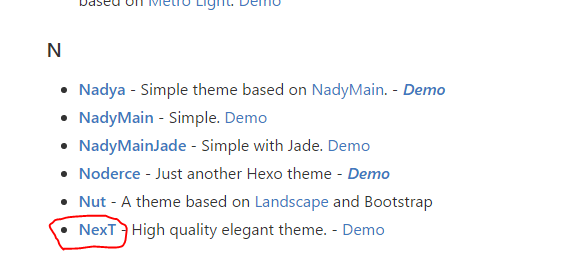 based on Metro Light. Demo
N
Nadya - Simple theme based on NadyMain. - Demo
NadyMain - Simple. Demo
NadyMainJade - Simple with Jade. Demo
Noderce - Just another Hexo theme - Demo
Nut - A theme based on Landscape and Bootstrap
NexT - High quality elegant theme. - Demo